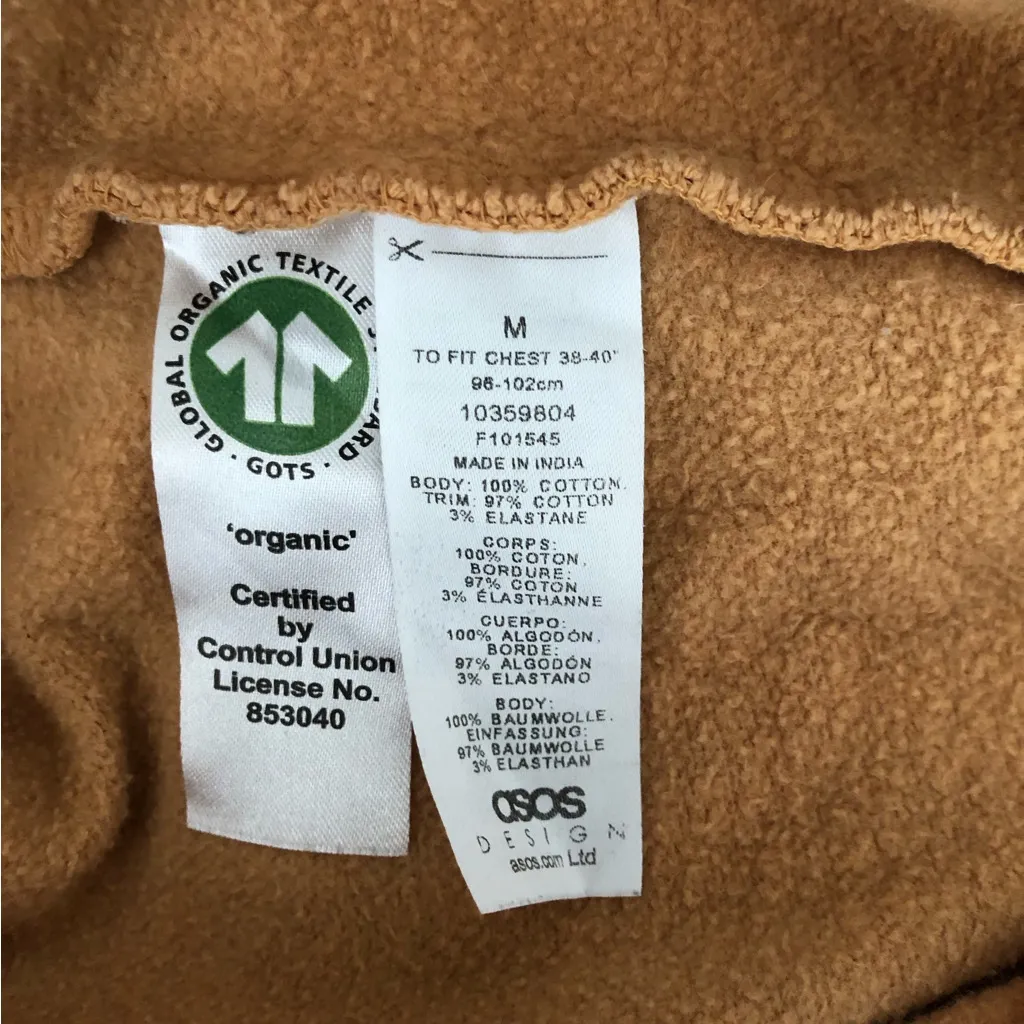 GLOBAL ORGANIC TEXTILE
· GOTS ·
'organic'
Certified
by
Control Union
License No.
853040
M
TO FIT CHEST 38-40"
96-102cm
10359804
F101545
MADE IN INDIA
BODY: 100% COTTON.
TRIM: 97% COTTON
3% ELASTANE
CORPS:
100% COTON.
BORDURE:
97% COTON
3% ÉLASTHANNE
CUERPO:
100% ALGODÓN.
BORDE:
97% ALGODÓN
3% ELASTANO
BODY:
100% BAUMWOLLE.
EINFASSUNG:
97% BAUMWOLLE
3% ELASTHAN
asos
DESIGN
asos.com Ltd